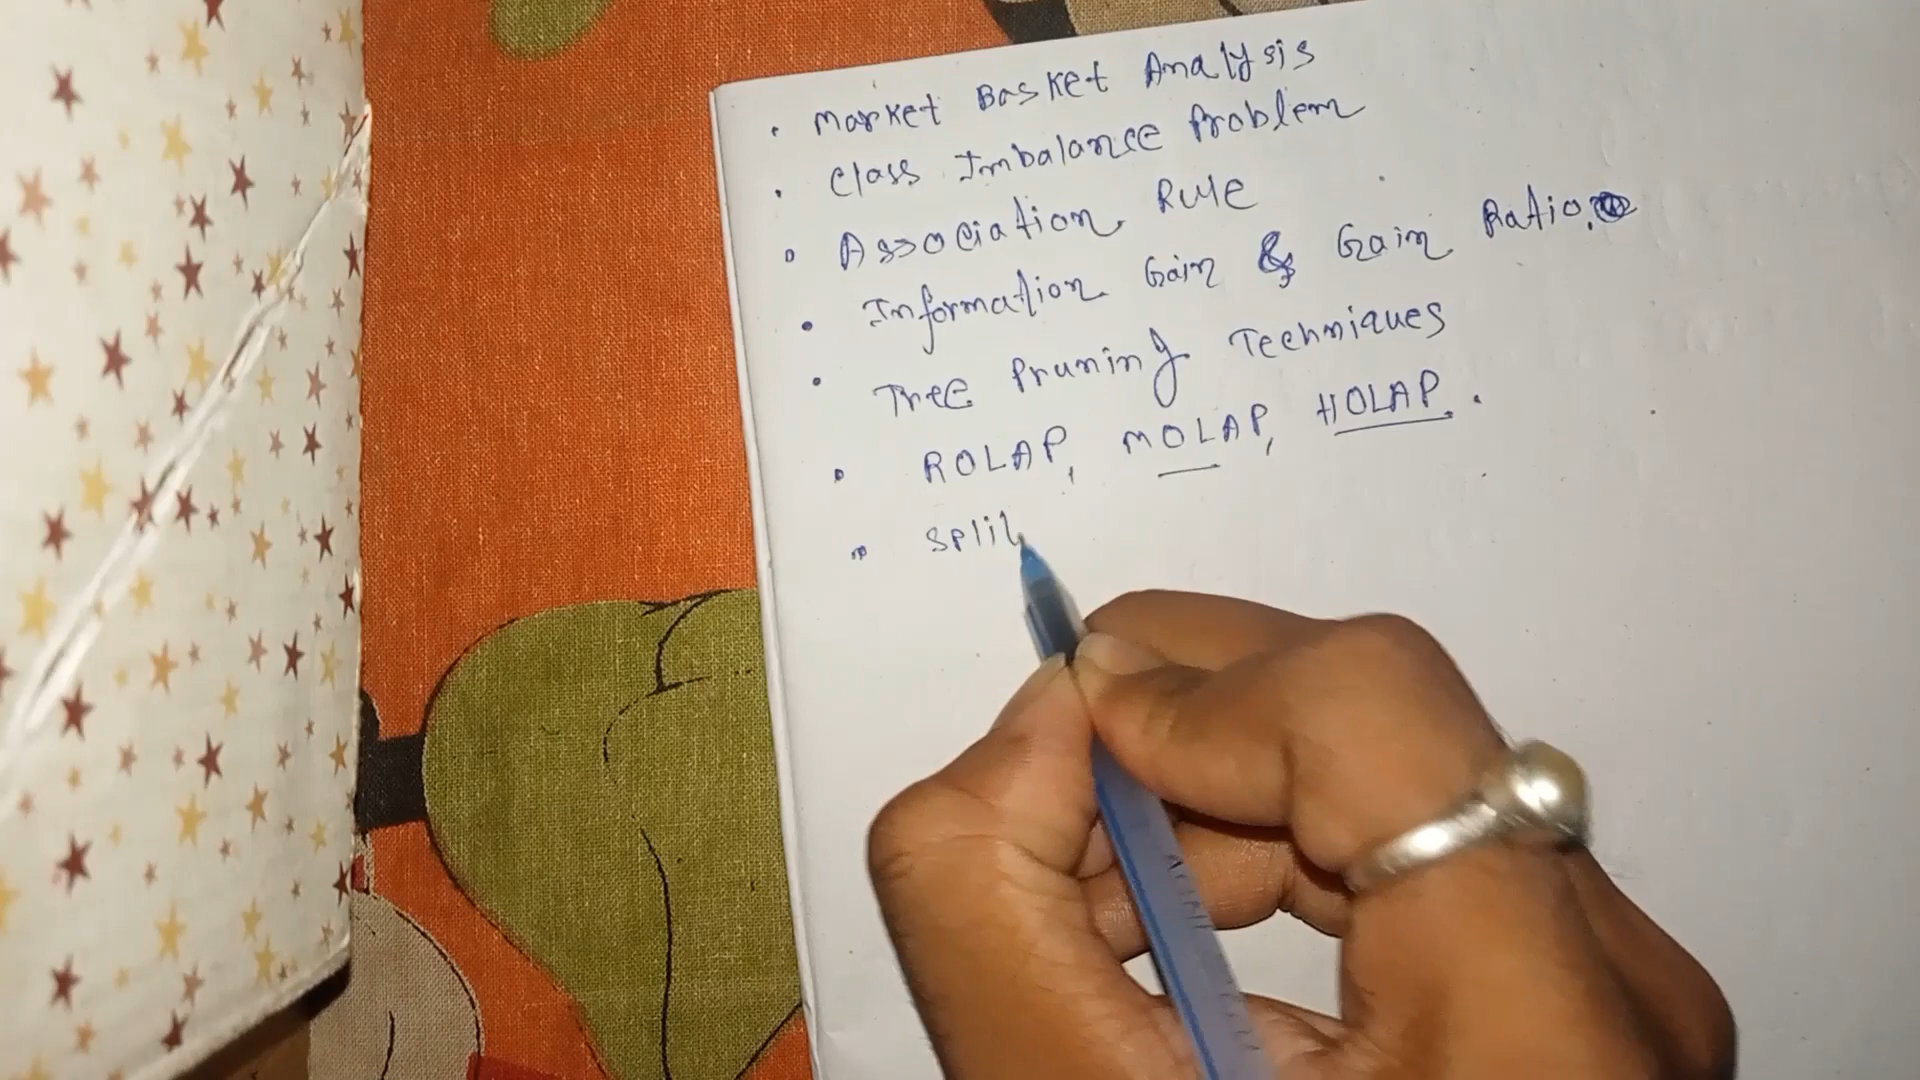 • Market Basket Analysis
• Class Imbalance Problem
• Association Rule
• Information Gain & Gain Ratio.
• Tree Pruning Techniques
• ROLAP, MOLAP, HOLAP.
• Split